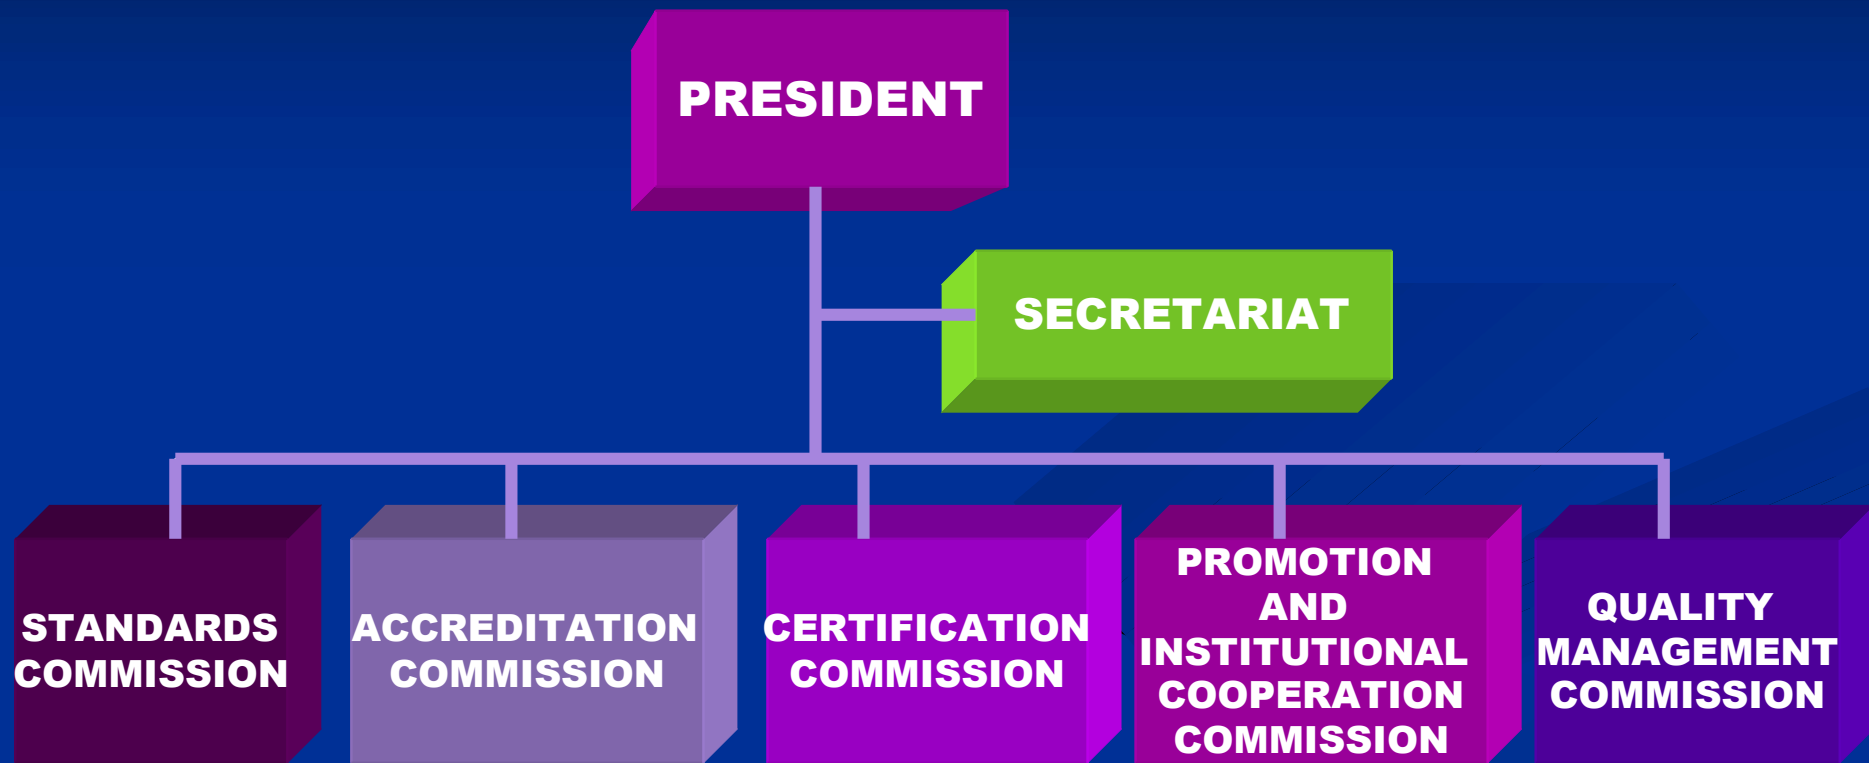 PRESIDENT
SECRETARIAT
STANDARDS
COMMISSION
ACCREDITATION
COMMISSION
CERTIFICATION
COMMISSION
PROMOTION
AND
INSTITUTIONAL
COOPERATION
COMMISSION
QUALITY
MANAGEMENT
COMMISSION